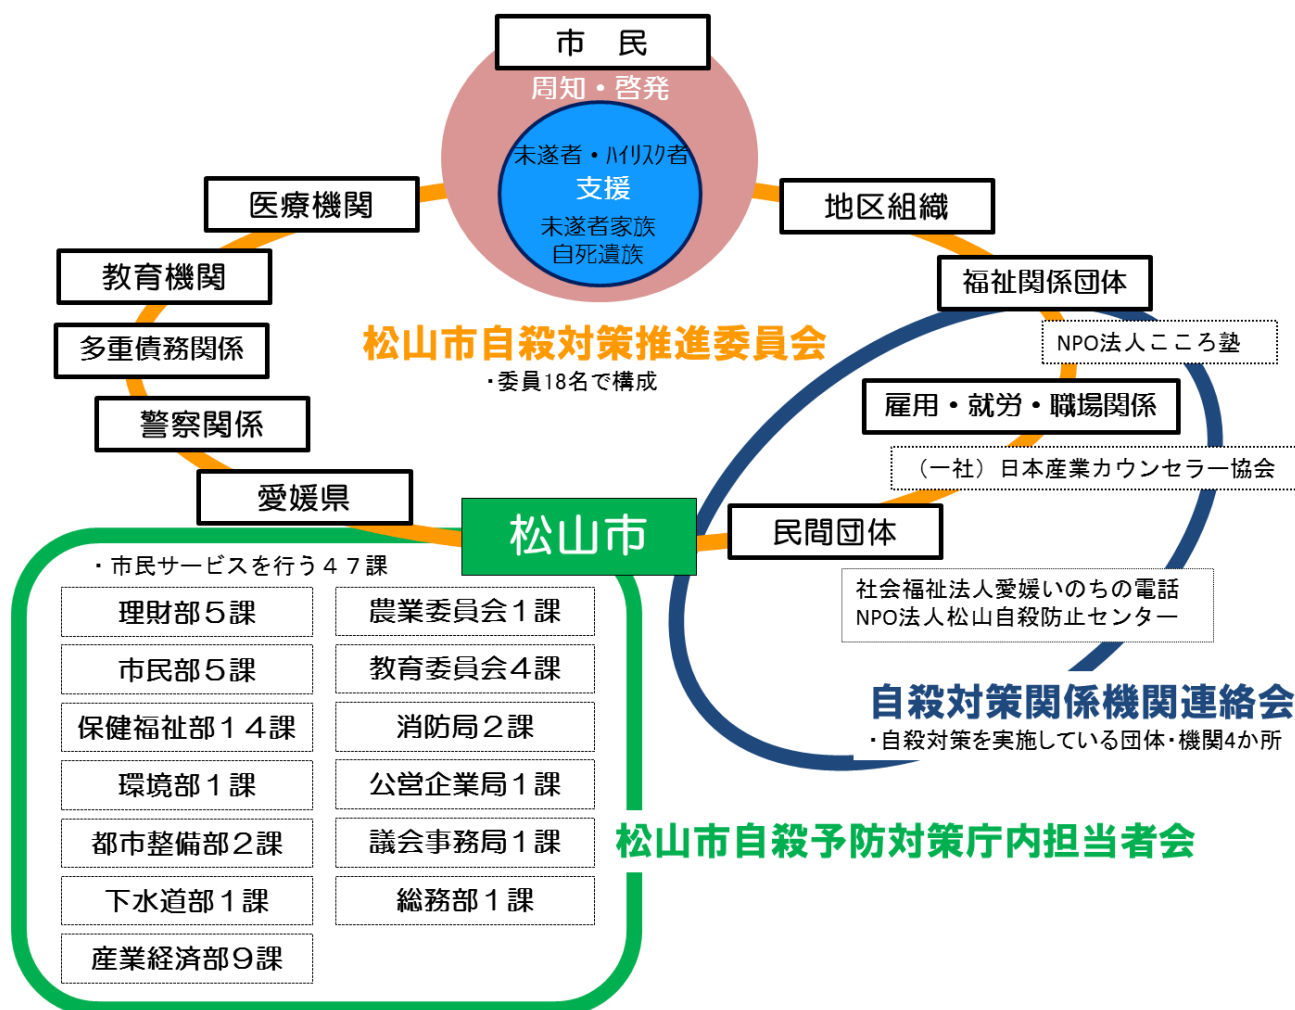 市　民
周知・啓発
未遂者・ﾊｲﾘｽｸ者
支援
未遂者家族
自死遺族
医療機関
地区組織
教育機関
福祉関係団体
多重債務関係
NPO法人こころ塾
松山市自殺対策推進委員会
・委員18名で構成
警察関係
雇用・就労・職場関係
（一社）日本産業カウンセラー協会
愛媛県
松山市
民間団体
社会福祉法人愛媛いのちの電話
NPO法人松山自殺防止センター
自殺対策関係機関連絡会
・自殺対策を実施している団体・機関4か所
・市民サービスを行う４７課
理財部５課
農業委員会１課
市民部５課
教育委員会４課
保健福祉部１４課
消防局２課
環境部１課
公営企業局１課
都市整備部２課
議会事務局１課
下水道部１課
総務部１課
産業経済部９課
松山市自殺予防対策庁内担当者会